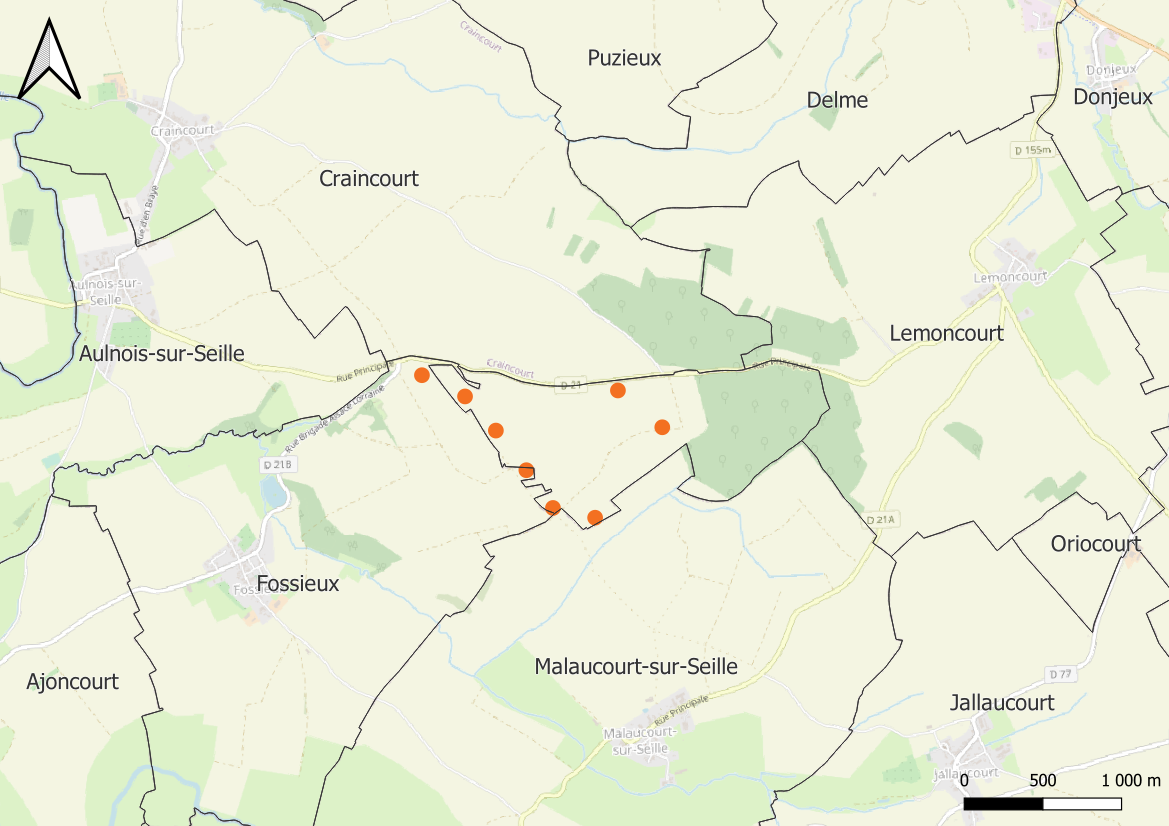 Craincourt
Puzieux
Donjeux
Donjeux
Delme
Craincourt
D 155m
Craincourt
Rue d'en Braye
Lemoncourt
Aulnois-sur-
Seille
Lemoncourt
Aulnois-sur-Seille
Rue Principale
Craincourt
Rue Principale
D 21
Rue Brigade Alsace Lorraine
D 21B
D 21A
Oriocourt
Fossieux
Fossieux
Malaucourt-sur-Seille
Ajoncourt
D 77
Jallaucourt
Rue Principale
Malaucourt-
sur-Seille
Jallaucourt
0 500 1 000 m